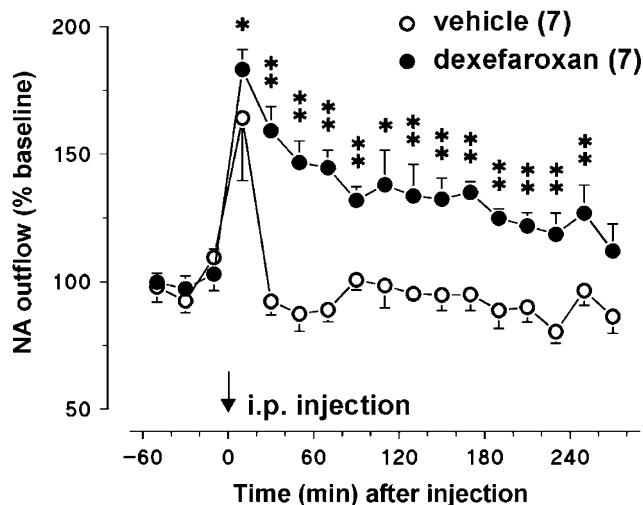 vehicle (7)
dexefaroxan (7)
NA outflow (% baseline)
200
150
100
50
* ** ** ** ** * ** ** ** ** ** ** **
i.p. injection
−60 0 60 120 180 240
Time (min) after injection